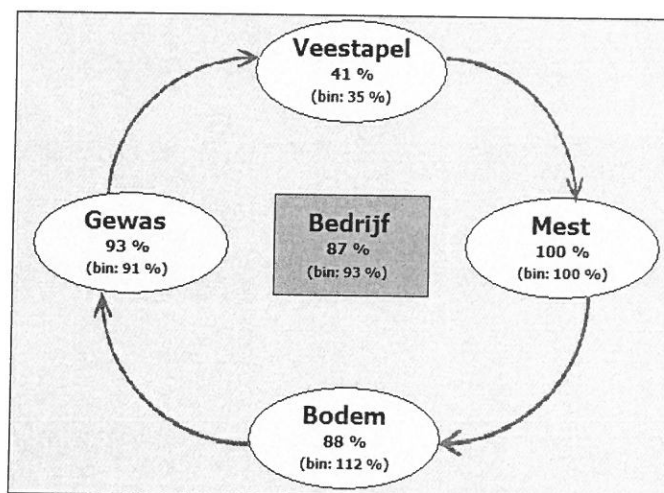 Veestapel
41 %
(bin: 35 %)
Gewas
93 %
(bin: 91 %)
Bedrijf
87 %
(bin: 93 %)
Mest
100 %
(bin: 100 %)
Bodem
88 %
(bin: 112 %)